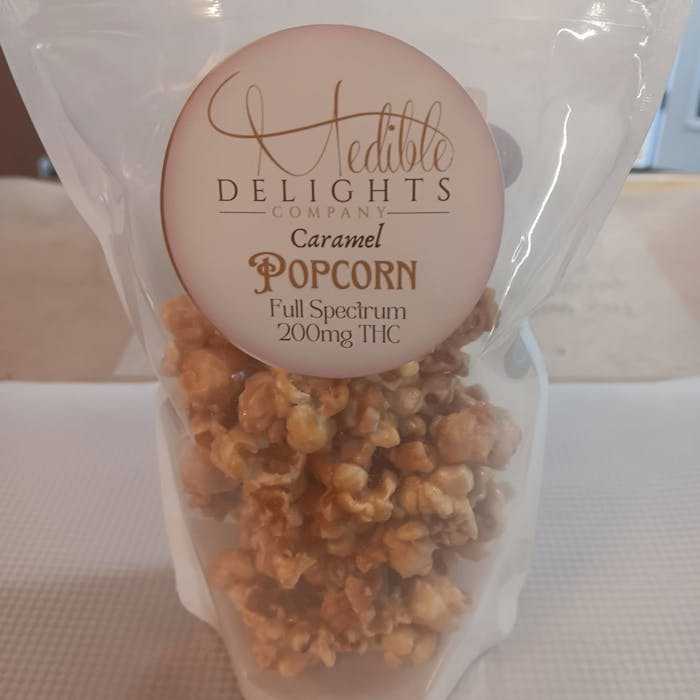 Medible
DELIGHTS
COMPANY
Caramel
POPCORN
Full Spectrum
200mg THC